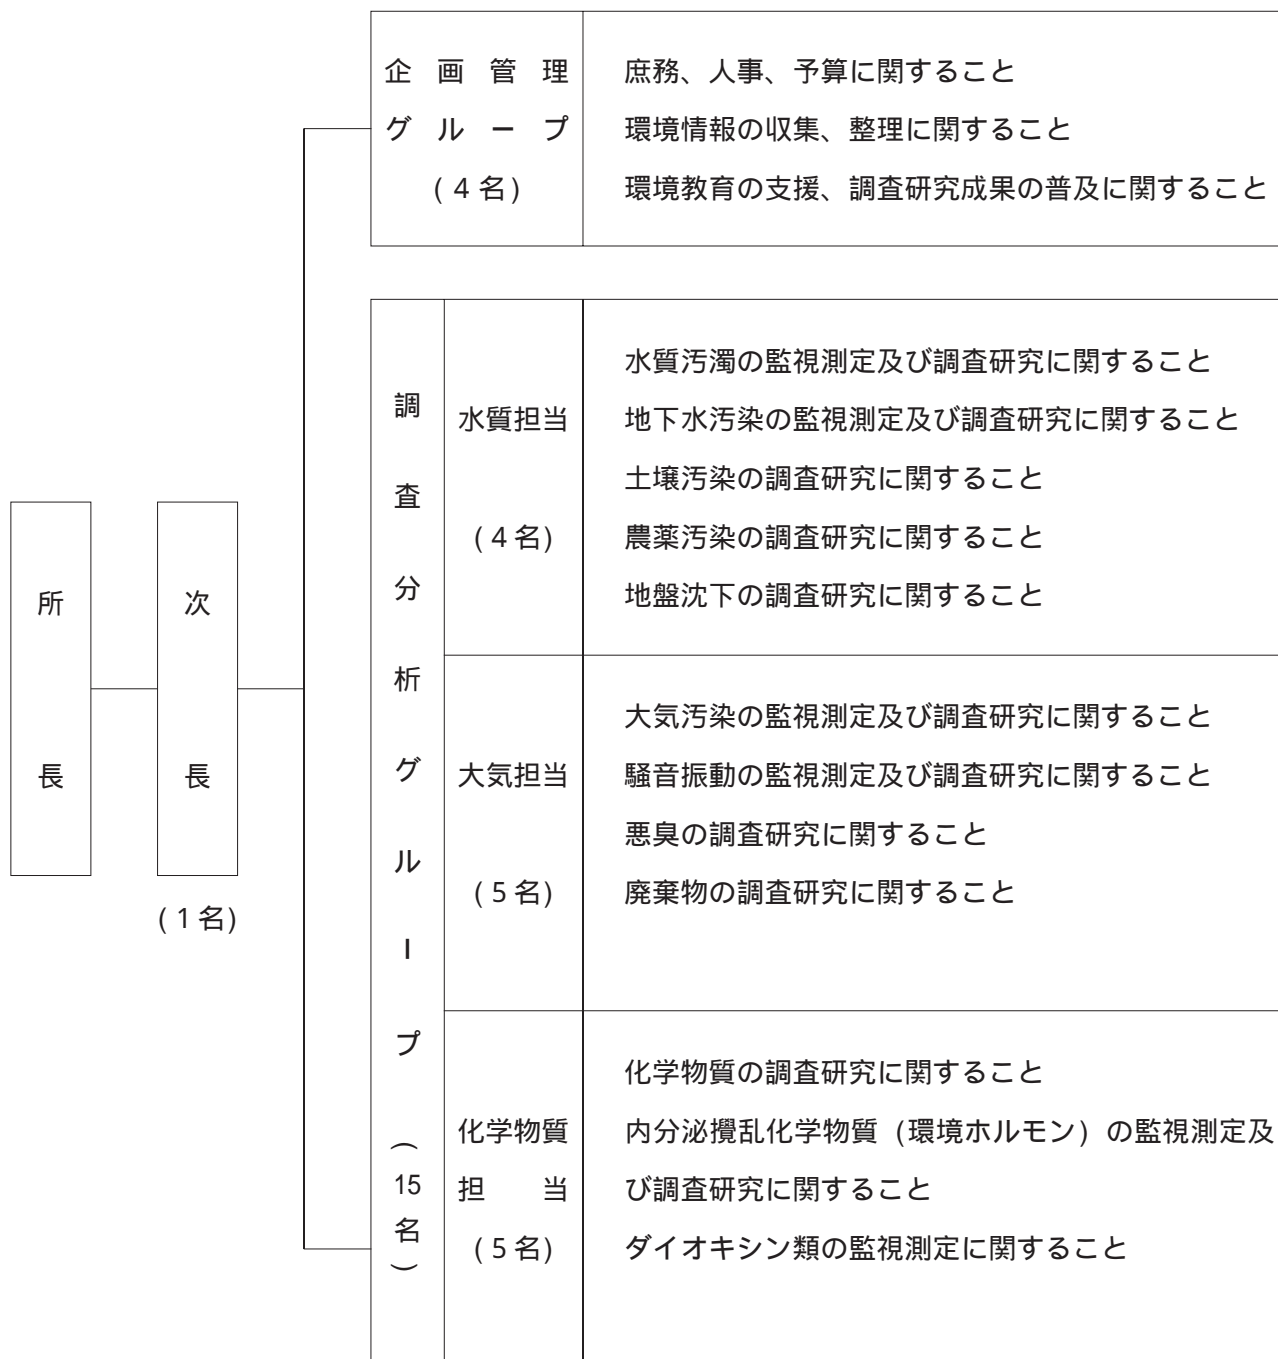 企画管理
グループ
(4名)
庶務、人事、予算に関すること
環境情報の収集、整理に関すること
環境教育の支援、調査研究成果の普及に関すること
所長
次長
(1名)
調査分析グループ(15名)
水質担当
(4名)
水質汚濁の監視測定及び調査研究に関すること
地下水汚染の監視測定及び調査研究に関すること
土壌汚染の調査研究に関すること
農薬汚染の調査研究に関すること
地盤沈下の調査研究に関すること
大気担当
(5名)
大気汚染の監視測定及び調査研究に関すること
騒音振動の監視測定及び調査研究に関すること
悪臭の調査研究に関すること
廃棄物の調査研究に関すること
化学物質
担当
(5名)
化学物質の調査研究に関すること
内分泌攪乱化学物質(環境ホルモン)の監視測定及
び調査研究に関すること
ダイオキシン類の監視測定に関すること